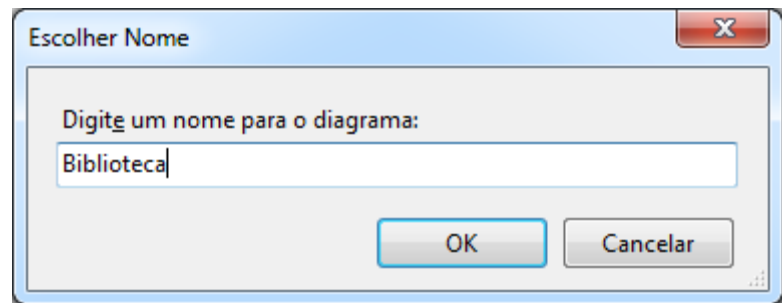 Escolher Nome
Digite um nome para o diagrama:
Biblioteca
OK Cancelar